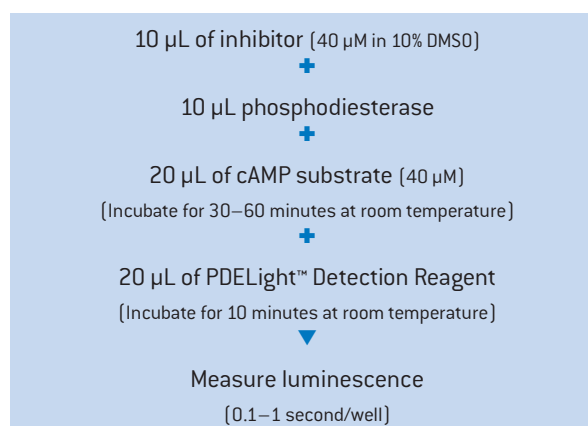 10 µL of inhibitor (40 µM in 10% DMSO)
+
10 µL phosphodiesterase
+
20 µL of cAMP substrate (40 µM)
(Incubate for 30–60 minutes at room temperature)
+
20 µL of PDELight™ Detection Reagent
(Incubate for 10 minutes at room temperature)
Measure luminescence
(0.1–1 second/well)